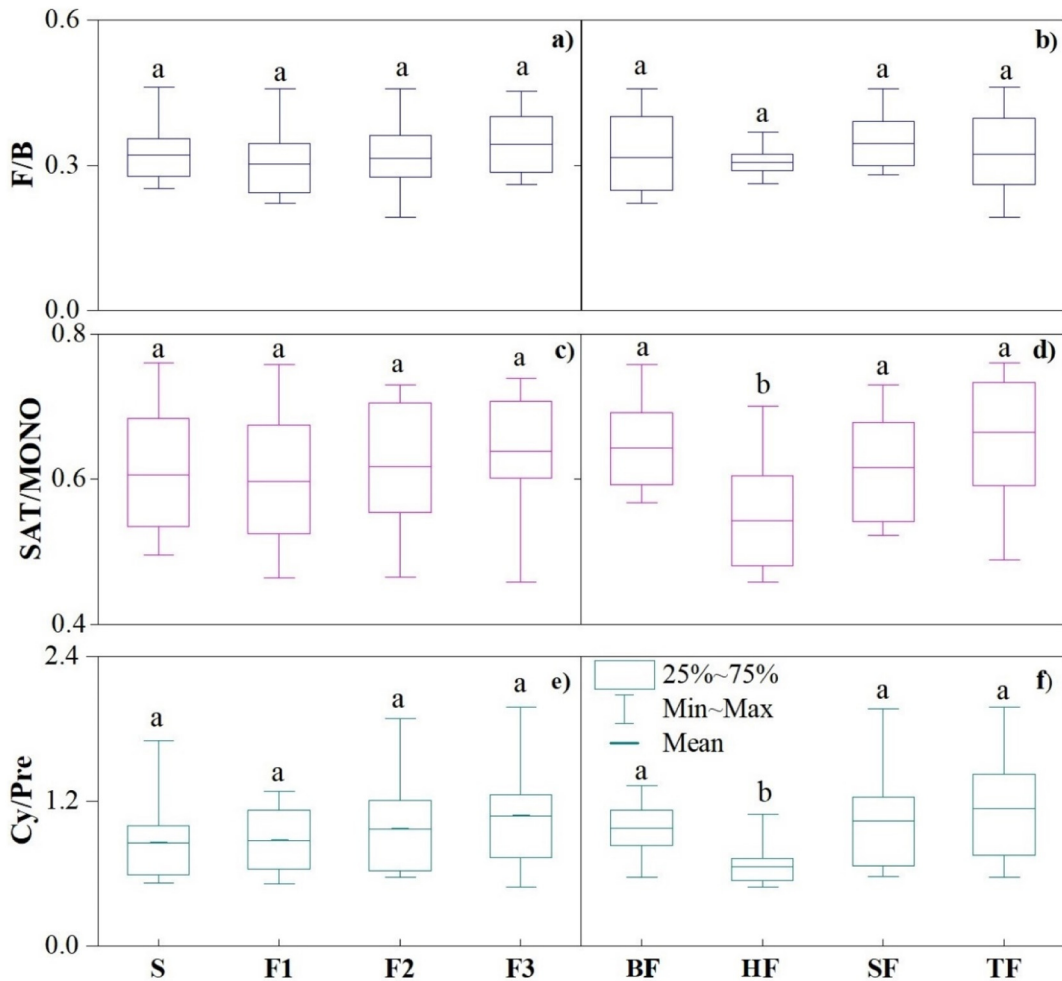 F/B
0.6
0.3
0.0
a)
a a a a
b)
a a a a
SAT/MONO
0.8
0.6
0.4
c)
a a a a
d)
a b a a
Cy/Pre
2.4
1.2
0.0
e)
a a a a
f)
25%~75%
Min~Max
Mean
a b a a
S F1 F2 F3 BF HF SF TF